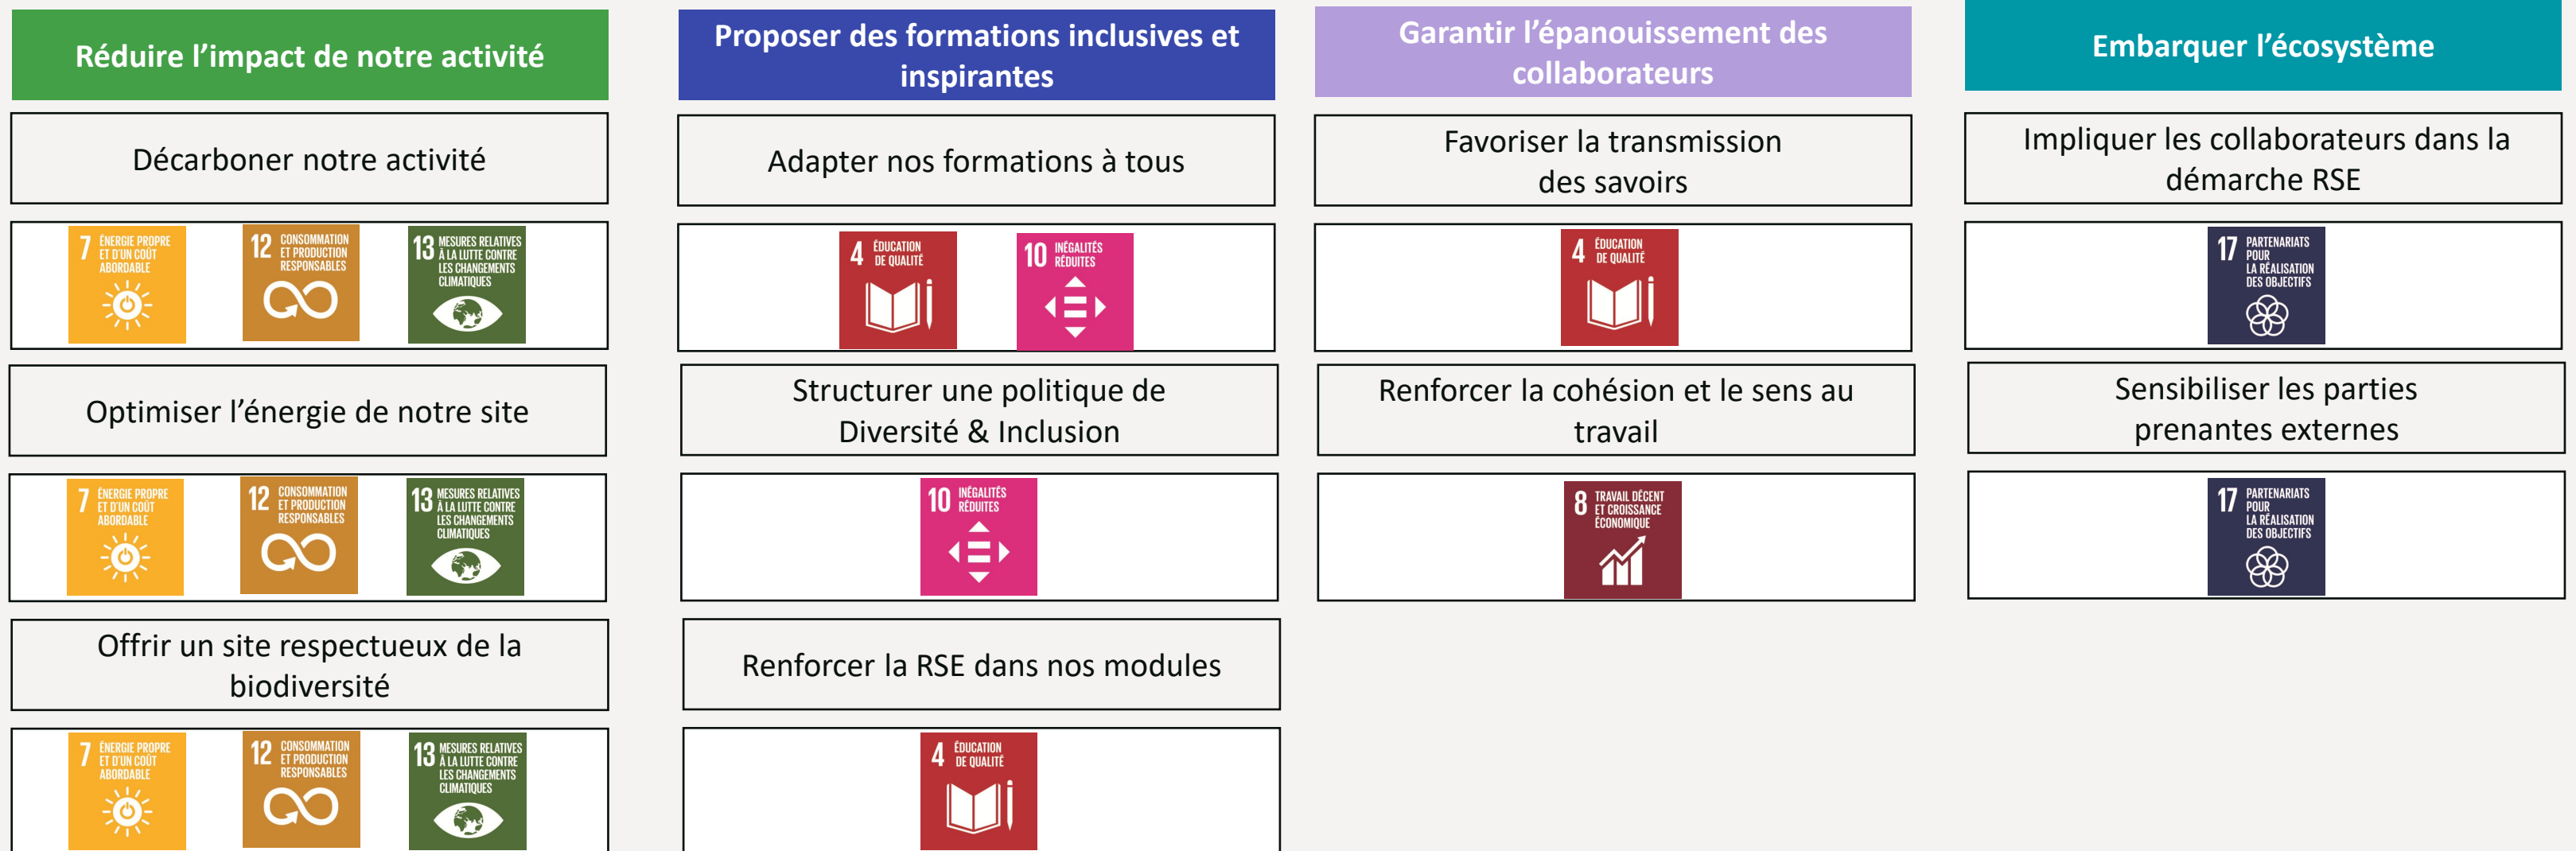 Réduire l’impact de notre activité
Décarboner notre activité
7 ÉNERGIE PROPRE
ET D'UN COÛT
ABORDABLE
12 CONSOMMATION
ET PRODUCTION
RESPONSABLES
13 MESURES RELATIVES
À LA LUTTE CONTRE
LES CHANGEMENTS
CLIMATIQUES
Optimiser l’énergie de notre site
7 ÉNERGIE PROPRE
ET D'UN COÛT
ABORDABLE
12 CONSOMMATION
ET PRODUCTION
RESPONSABLES
13 MESURES RELATIVES
À LA LUTTE CONTRE
LES CHANGEMENTS
CLIMATIQUES
Offrir un site respectueux de la
biodiversité
7 ÉNERGIE PROPRE
ET D'UN COÛT
ABORDABLE
12 CONSOMMATION
ET PRODUCTION
RESPONSABLES
13 MESURES RELATIVES
À LA LUTTE CONTRE
LES CHANGEMENTS
CLIMATIQUES
Proposer des formations inclusives et
inspirantes
Adapter nos formations à tous
4 ÉDUCATION
DE QUALITÉ
10 INÉGALITÉS
RÉDUITES
Structurer une politique de
Diversité & Inclusion
10 INÉGALITÉS
RÉDUITES
Renforcer la RSE dans nos modules
4 ÉDUCATION
DE QUALITÉ
Garantir l’épanouissement des
collaborateurs
Favoriser la transmission
des savoirs
4 ÉDUCATION
DE QUALITÉ
Renforcer la cohésion et le sens au
travail
8 TRAVAIL DÉCENT
ET CROISSANCE
ÉCONOMIQUE
Embarquer l’écosystème
Impliquer les collaborateurs dans la
démarche RSE
17 PARTENARIATS
POUR
LA RÉALISATION
DES OBJECTIFS
Sensibiliser les parties
prenantes externes
17 PARTENARIATS
POUR
LA RÉALISATION
DES OBJECTIFS